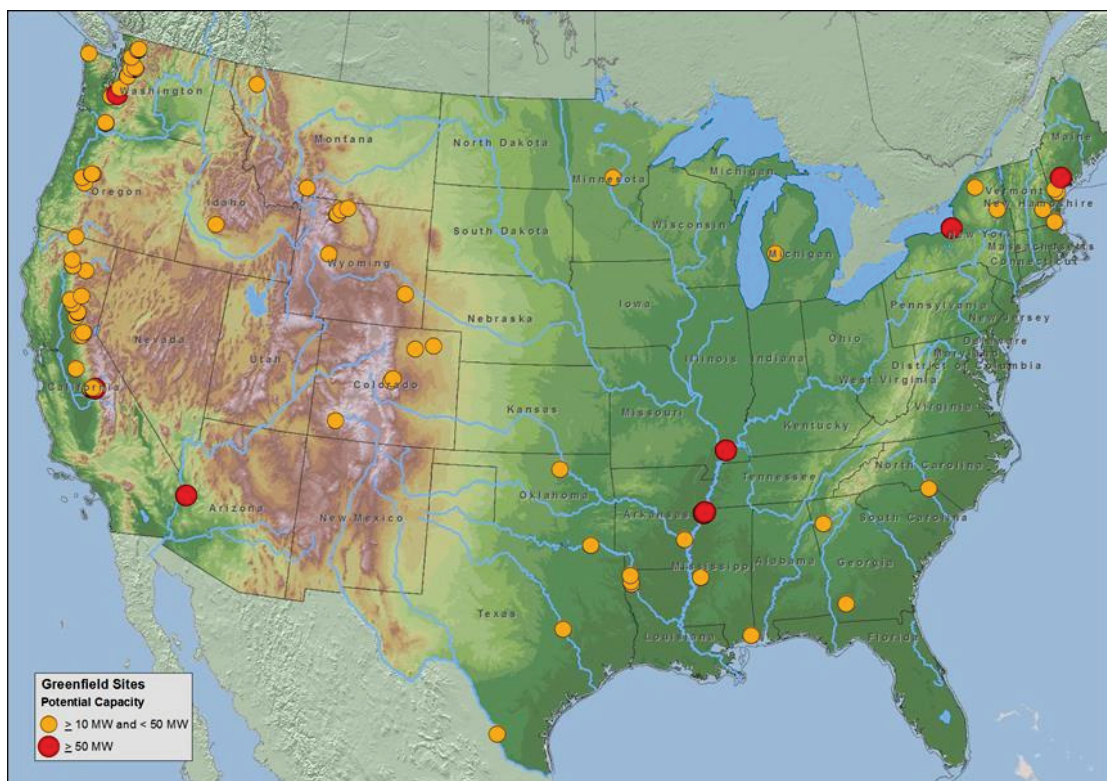 Washington
Montana
North Dakota
Minnesota
Michigan
Maine
Oregon
Idaho
Vermont
New Hampshire
Wisconsin
South Dakota
New York
Massachusetts
Connecticut
Wyoming
Michigan
Iowa
Nebraska
Pennsylvania
New Jersey
Nevada
Utah
Illinois
Indiana
Ohio
Delaware
Maryland
District of Columbia
California
Colorado
West Virginia
Kansas
Missouri
Virginia
Kentucky
North Carolina
Tennessee
Oklahoma
Arizona
New Mexico
Arkansas
South Carolina
Mississippi
Alabama
Georgia
Texas
Louisiana
Florida
Greenfield Sites
Potential Capacity
≥ 10 MW and < 50 MW
≥ 50 MW